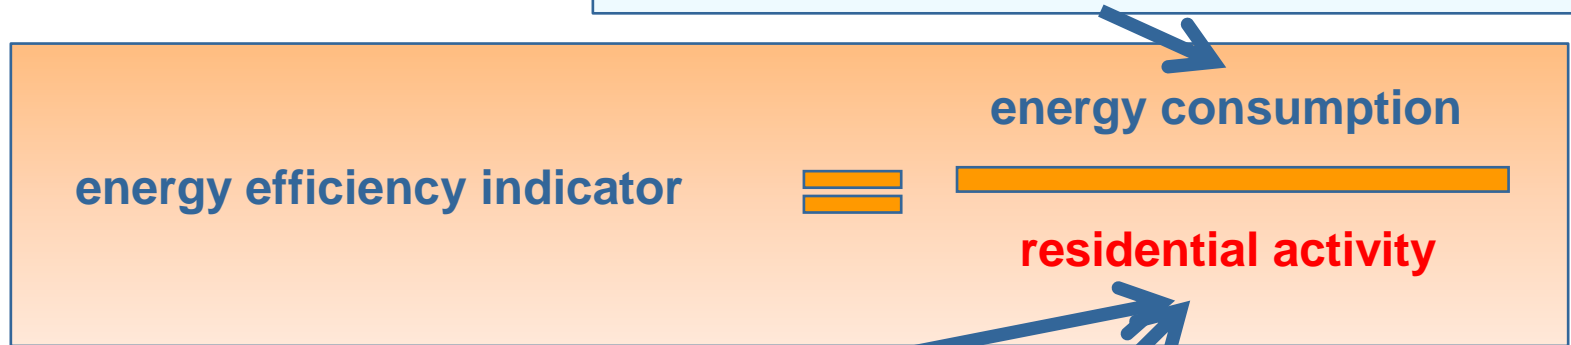 energy consumption
energy efficiency indicator
residential activity